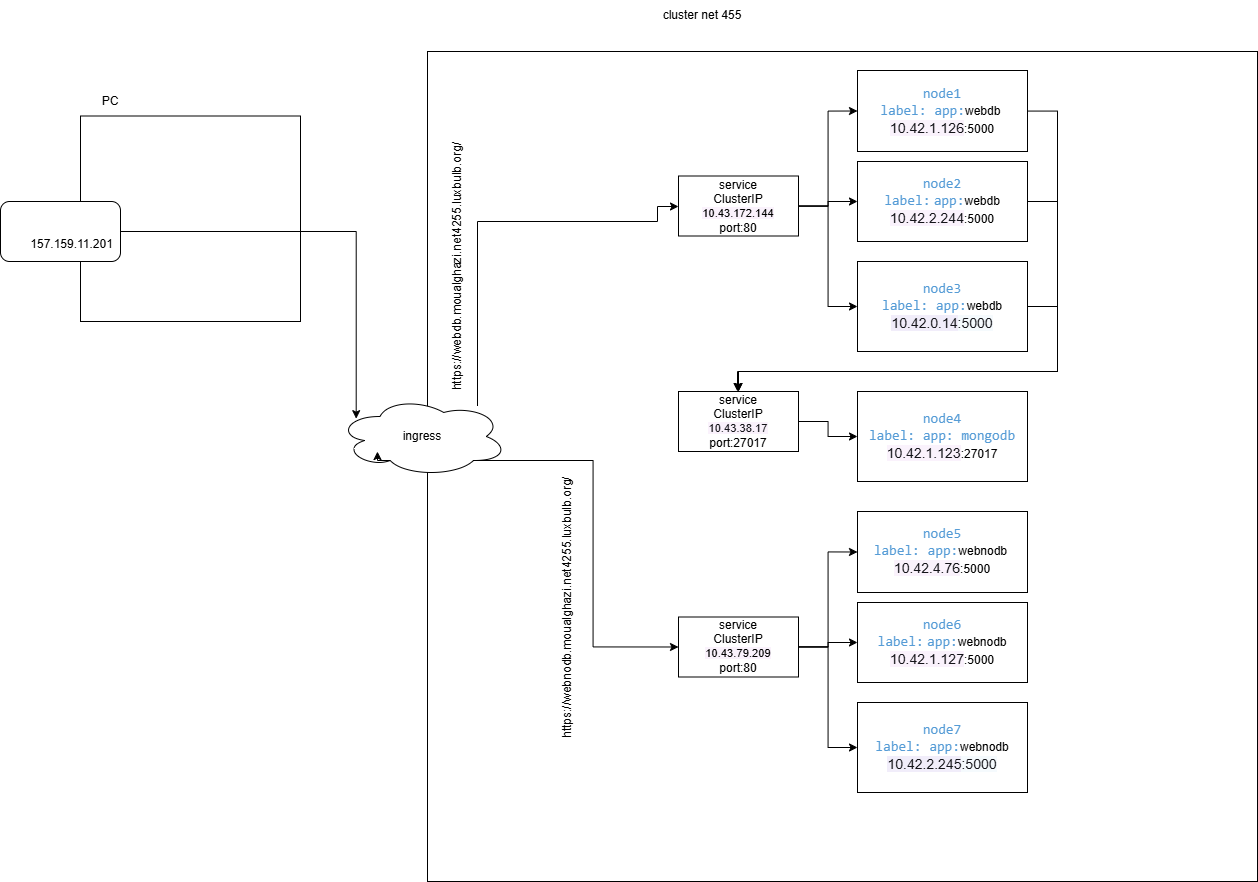 cluster net 455
PC
157.159.11.201
ingress
https://webdb.moualghazi.net4255.luxbulb.org/
https://webnodb.moualghazi.net4255.luxbulb.org/
service
ClusterIP
10.43.172.144
port:80
node1
label: app:webdb
10.42.1.126:5000
node2
label: app:webdb
10.42.2.244:5000
node3
label: app:webdb
10.42.0.14:5000
service
ClusterIP
10.43.38.17
port:27017
node4
label: app: mongodb
10.42.1.123:27017
service
ClusterIP
10.43.79.209
port:80
node5
label: app:webnodb
10.42.4.76:5000
node6
label: app:webnodb
10.42.1.127:5000
node7
label: app:webnodb
10.42.2.245:5000